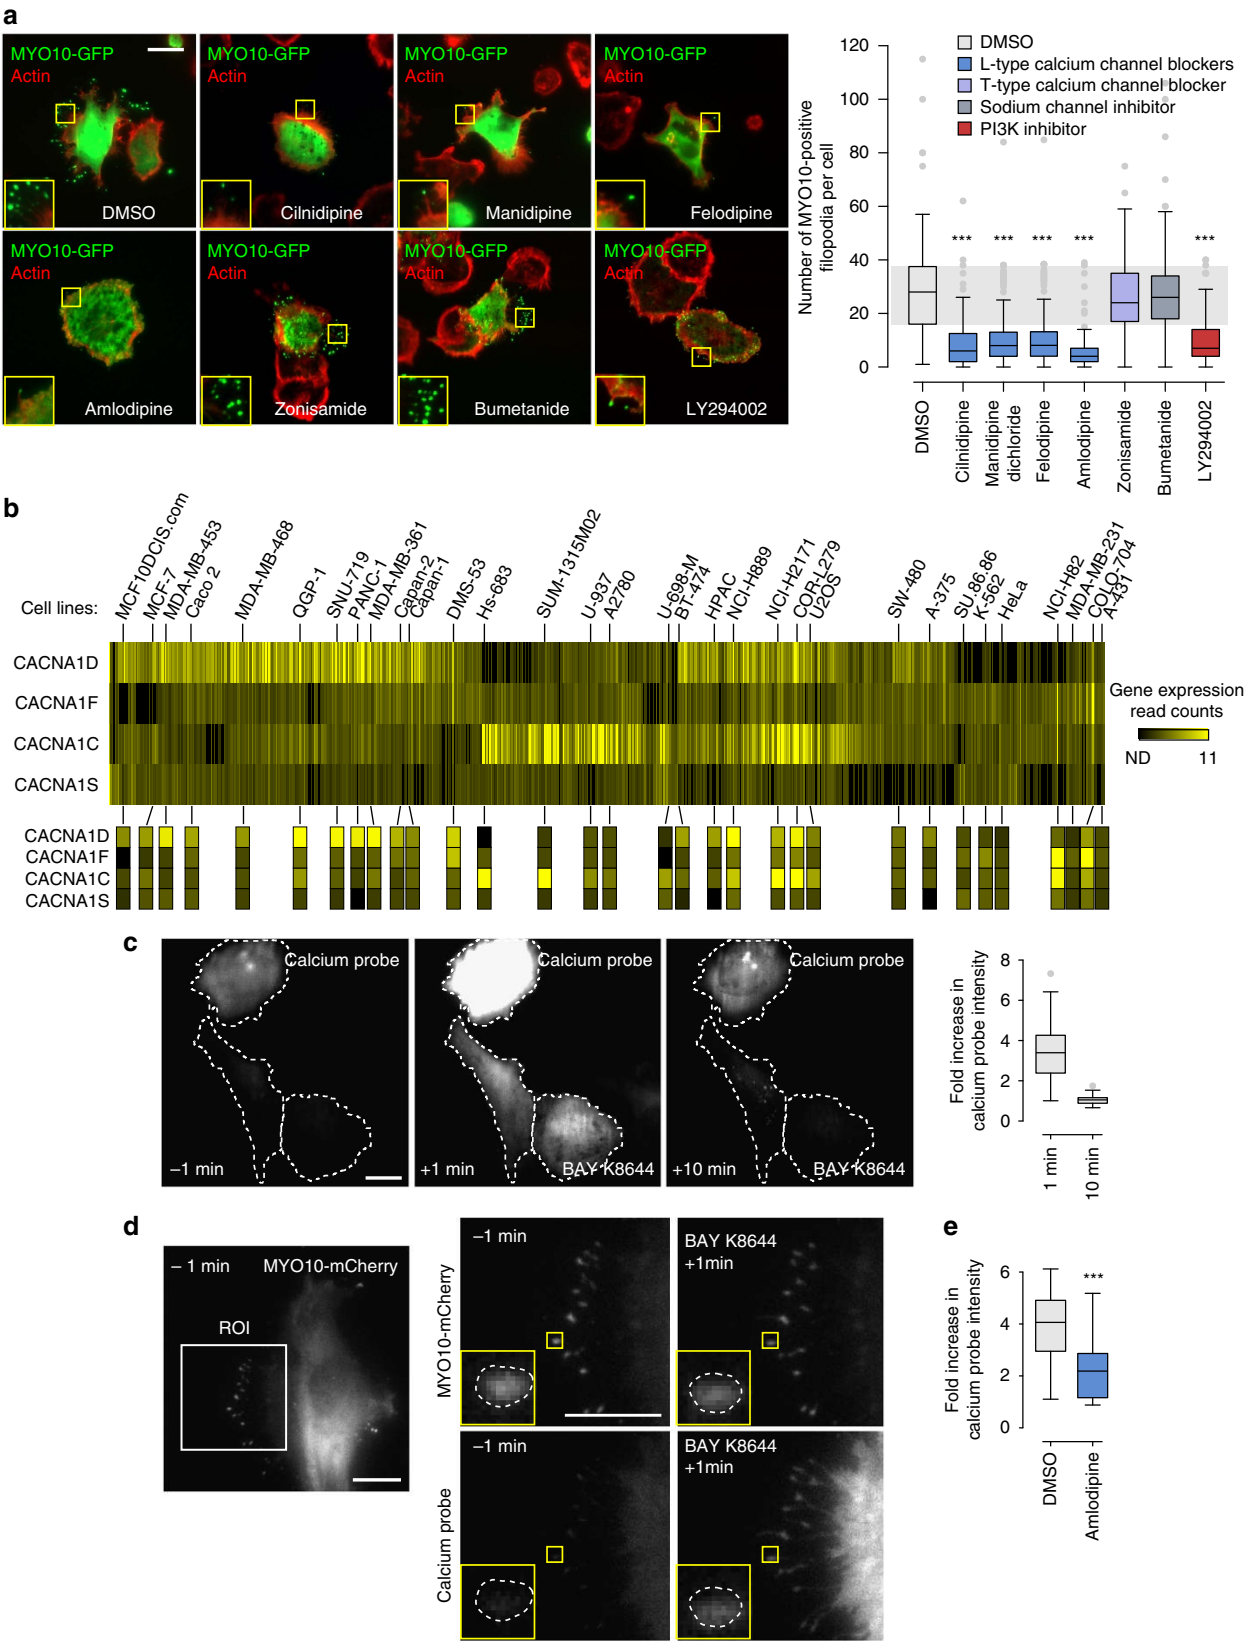 a
MYO10-GFP
Actin
DMSO
MYO10-GFP
Actin
Cilnidipine
MYO10-GFP
Actin
Manidipine
MYO10-GFP
Actin
Felodipine
MYO10-GFP
Actin
Amlodipine
MYO10-GFP
Actin
Zonisamide
MYO10-GFP
Actin
Bumetanide
MYO10-GFP
Actin
LY294002
Number of MYO10-positive
filopodia per cell
120
100
80
60
40
20
0
DMSO
L-type calcium channel blockers
T-type calcium channel blocker
Sodium channel inhibitor
PI3K inhibitor
*** *** *** *** ***
DMSO
Cilnidipine
Manidipine
dichloride
Felodipine
Amlodipine
Zonisamide
Bumetanide
LY294002
b
Cell lines:
MCF10DCIS.com
MCF-7
MDA-MB-453
Caco 2
MDA-MB-468
QGP-1
SNU-719
PANC-1
MDA-MB-361
Capan-2
Capan-1
DMS-53
Hs-683
SUM-1315M02
U-937
A2780
U-698-M
BT-474
HPAC
NCI-H889
NCI-H2171
COR-L279
U2OS
SW-480
A-375
SU.86.86
K-562
HeLa
NCI-H82
MDA-MB-231
COLO-704
A-431
CACNA1D
CACNA1F
CACNA1C
CACNA1S
Gene expression
read counts
ND 11
CACNA1D
CACNA1F
CACNA1C
CACNA1S
c
Calcium probe
–1 min
Calcium probe
+1 min
BAY K8644
Calcium probe
+10 min
BAY K8644
Fold increase in
calcium probe intensity
8
6
4
2
0
1 min
10 min
d
– 1 min MYO10-mCherry
ROI
MYO10-mCherry
–1 min
BAY K8644
+1min
Calcium probe
–1 min
BAY K8644
+1min
e
Fold increase in
calcium probe intensity
6
4
2
0
***
DMSO
Amlodipine